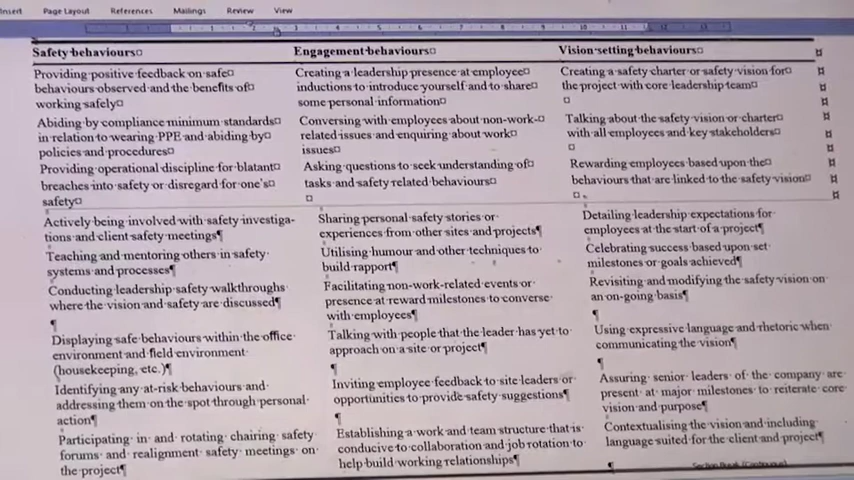 Insert Page Layout References Mailings Review View
Safety behaviours
Providing positive feedback on safe
behaviours observed and the benefits of
working safely
Abiding by compliance minimum standards
in relation to wearing PPE and abiding by
policies and procedures
Providing operational discipline for blatant
breaches into safety or disregard for one's
safety
Actively being involved with safety investiga-
tions and client safety meetings¶
Teaching and mentoring others in safety
systems and processes¶
Conducting leadership safety walkthroughs
where the vision and safety are discussed¶
¶
Displaying safe behaviours within the office
environment and field environment
(housekeeping, etc.)¶
Identifying any at-risk behaviours and
addressing them on the spot through personal
action¶
Participating in and rotating chairing safety
forums and realignment safety meetings on
the project¶
Engagement behaviours
Creating a leadership presence at employee
inductions to introduce yourself and to share
some personal information
Conversing with employees about non-work-
related issues and enquiring about work
issues
Asking questions to seek understanding of
tasks and safety related behaviours
Sharing personal safety stories or
experiences from other sites and projects¶
Utilising humour and other techniques to
build rapport¶
Facilitating non-work-related events or
presence at reward milestones to converse
with employees¶
Talking with people that the leader has yet to
approach on a site or project¶
¶
Inviting employee feedback to site leaders or
opportunities to provide safety suggestions¶
¶
Establishing a work and team structure that is
conducive to collaboration and job rotation to
help build working relationships¶
Vision setting behaviours
Creating a safety charter or safety vision for
the project with core leadership team
Talking about the safety vision or charter
with all employees and key stakeholders
Rewarding employees based upon the
behaviours that are linked to the safety vision
Detailing leadership expectations for
employees at the start of a project¶
Celebrating success based upon set
milestones or goals achieved¶
Revisiting and modifying the safety vision on
an on-going basis¶
¶
Using expressive language and rhetoric when
communicating the vision¶
¶
Assuring senior leaders of the company are
present at major milestones to reiterate core
vision and purpose¶
Contextualising the vision and including
language suited for the client and project¶
¶
Section Break (Continuous)